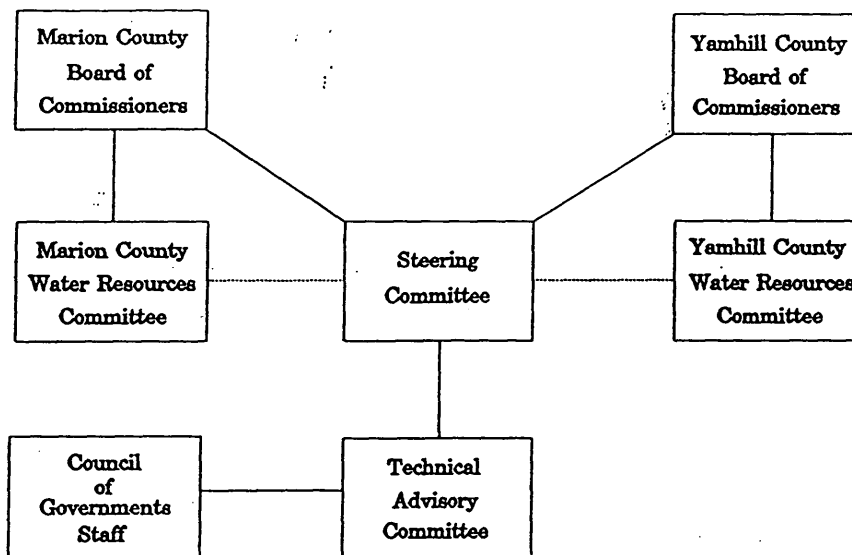 Marion County
Board of
Commissioners
Yamhill County
Board of
Commissioners
Marion County
Water Resources
Committee
Steering
Committee
Yamhill County
Water Resources
Committee
Council
of
Governments
Staff
Technical
Advisory
Committee